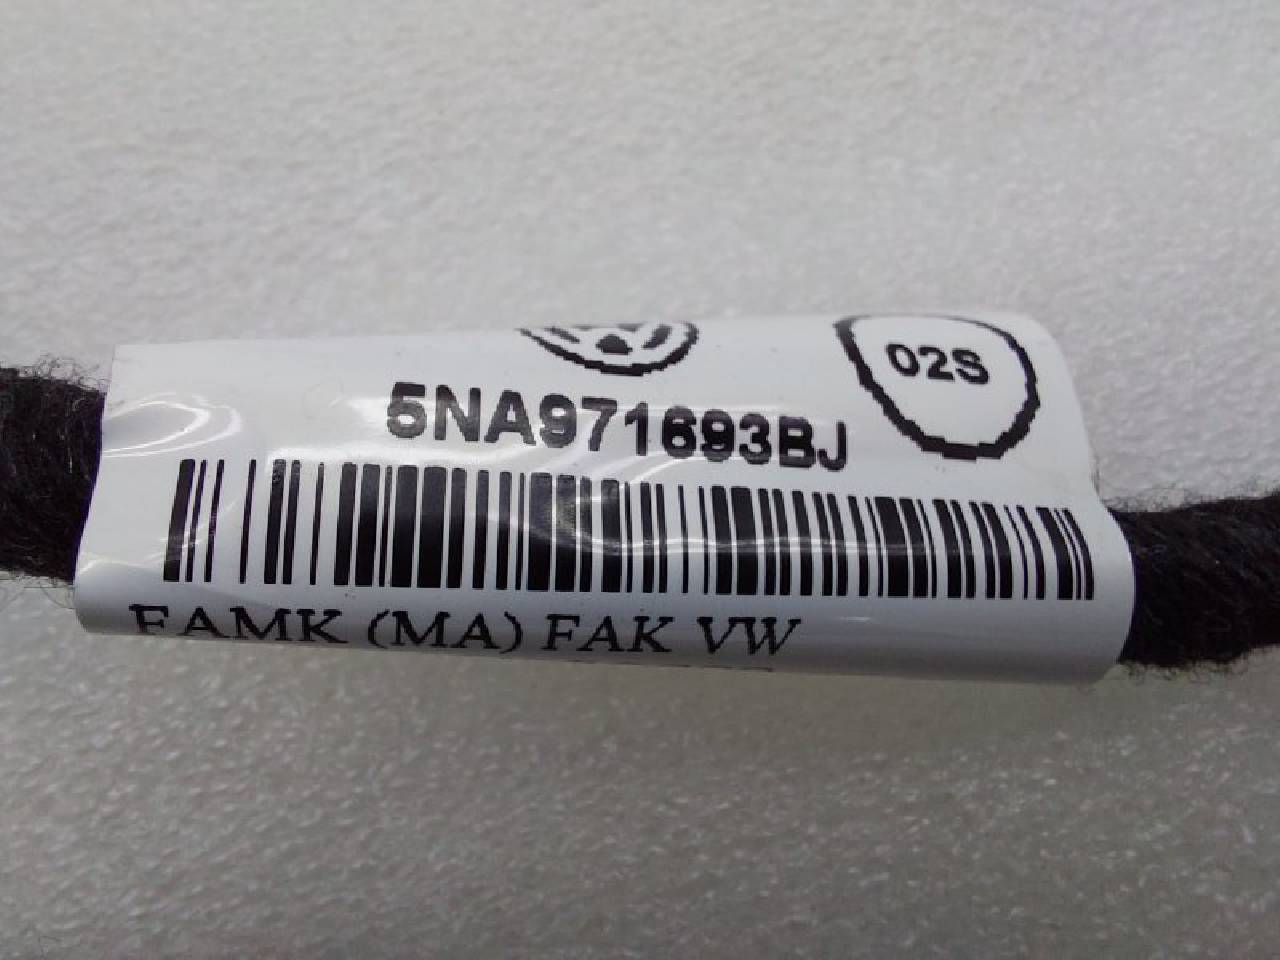 02S
5NA971693BJ
FAMK (MA) FAK VW